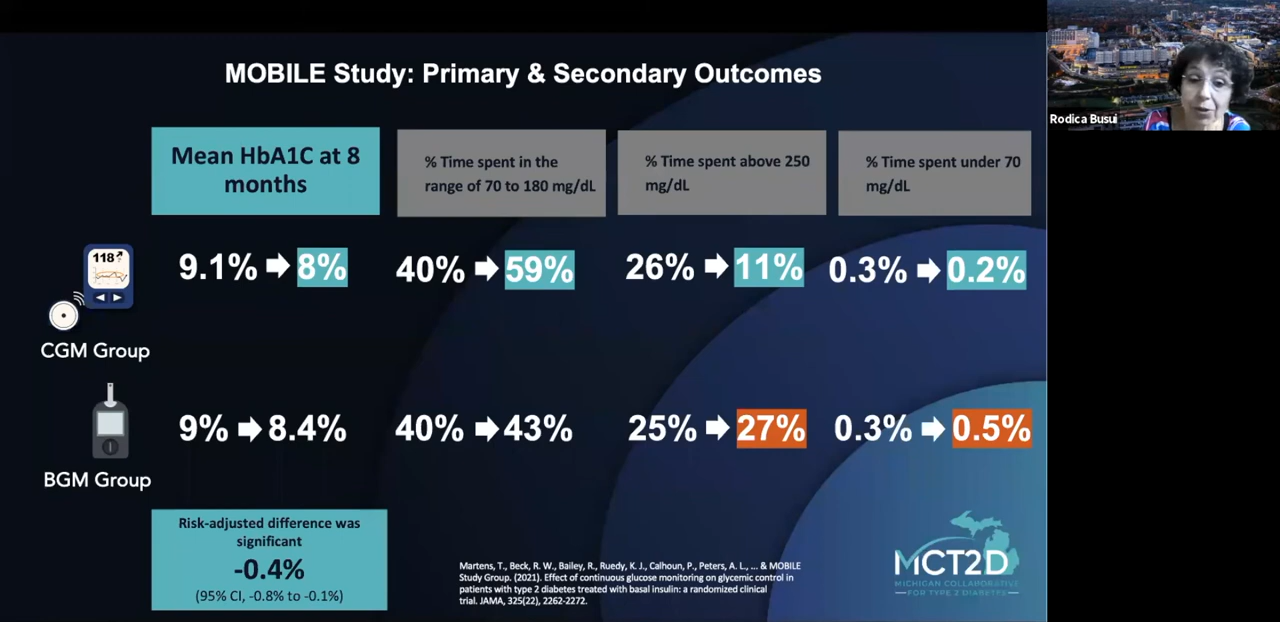 MOBILE Study: Primary & Secondary Outcomes
Rodica Busui
Mean HbA1C at 8
months
% Time spent in the
range of 70 to 180 mg/dL
% Time spent above 250
mg/dL
% Time spent under 70
mg/dL
118
9.1% ➡ 8%
40% ➡ 59%
26% ➡ 11%
0.3% ➡ 0.2%
CGM Group
9% ➡ 8.4%
40% ➡ 43%
25% ➡ 27%
0.3% ➡ 0.5%
BGM Group
Risk-adjusted difference was
significant
-0.4%
(95% CI, -0.8% to -0.1%)
Martens, T., Beck, R. W., Bailey, R., Ruedy, K. J., Calhoun, P., Peters, A. L., ... & MOBILE
Study Group. (2021). Effect of continuous glucose monitoring on glycemic control in
patients with type 2 diabetes treated with basal insulin: a randomized clinical
trial. JAMA, 325(22), 2262-2272.
MCT2D
MICHIGAN COLLABORATIVE
FOR TYPE 2 DIABETES